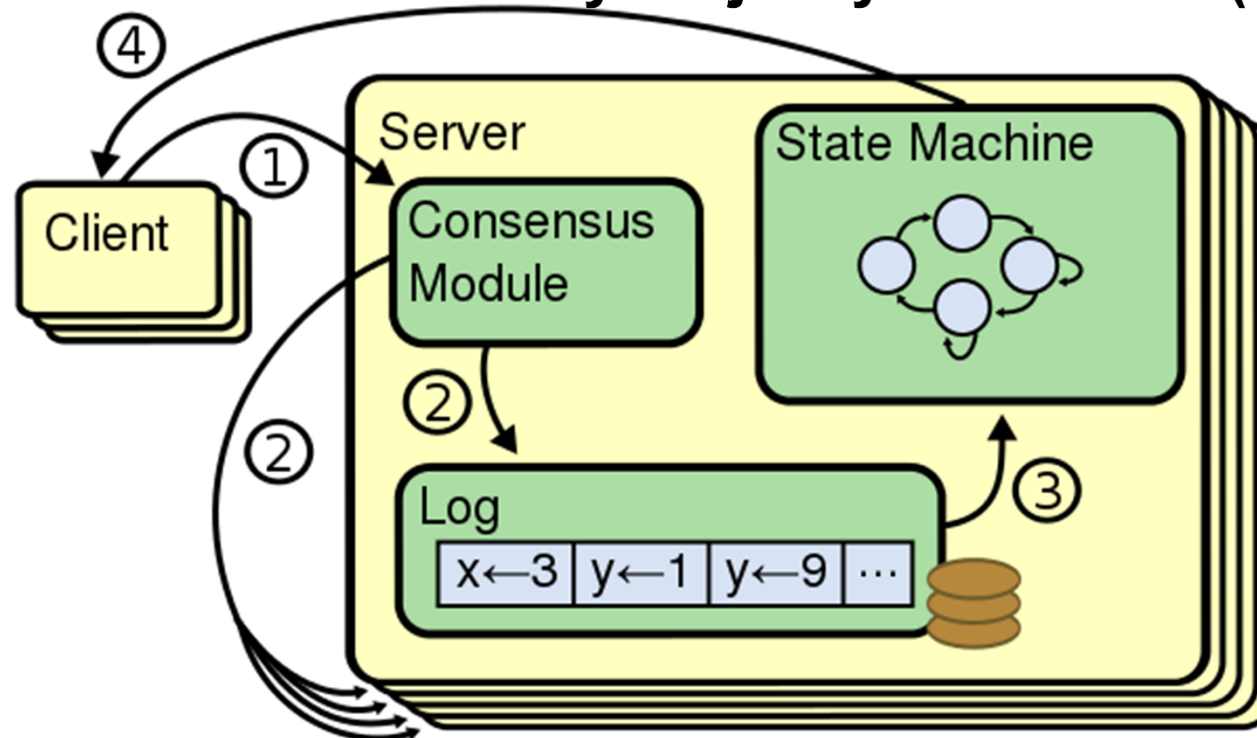 ④
①
Server
State Machine
Client
Consensus
Module
②
②
③
Log
x←3 y←1 y←9 ...